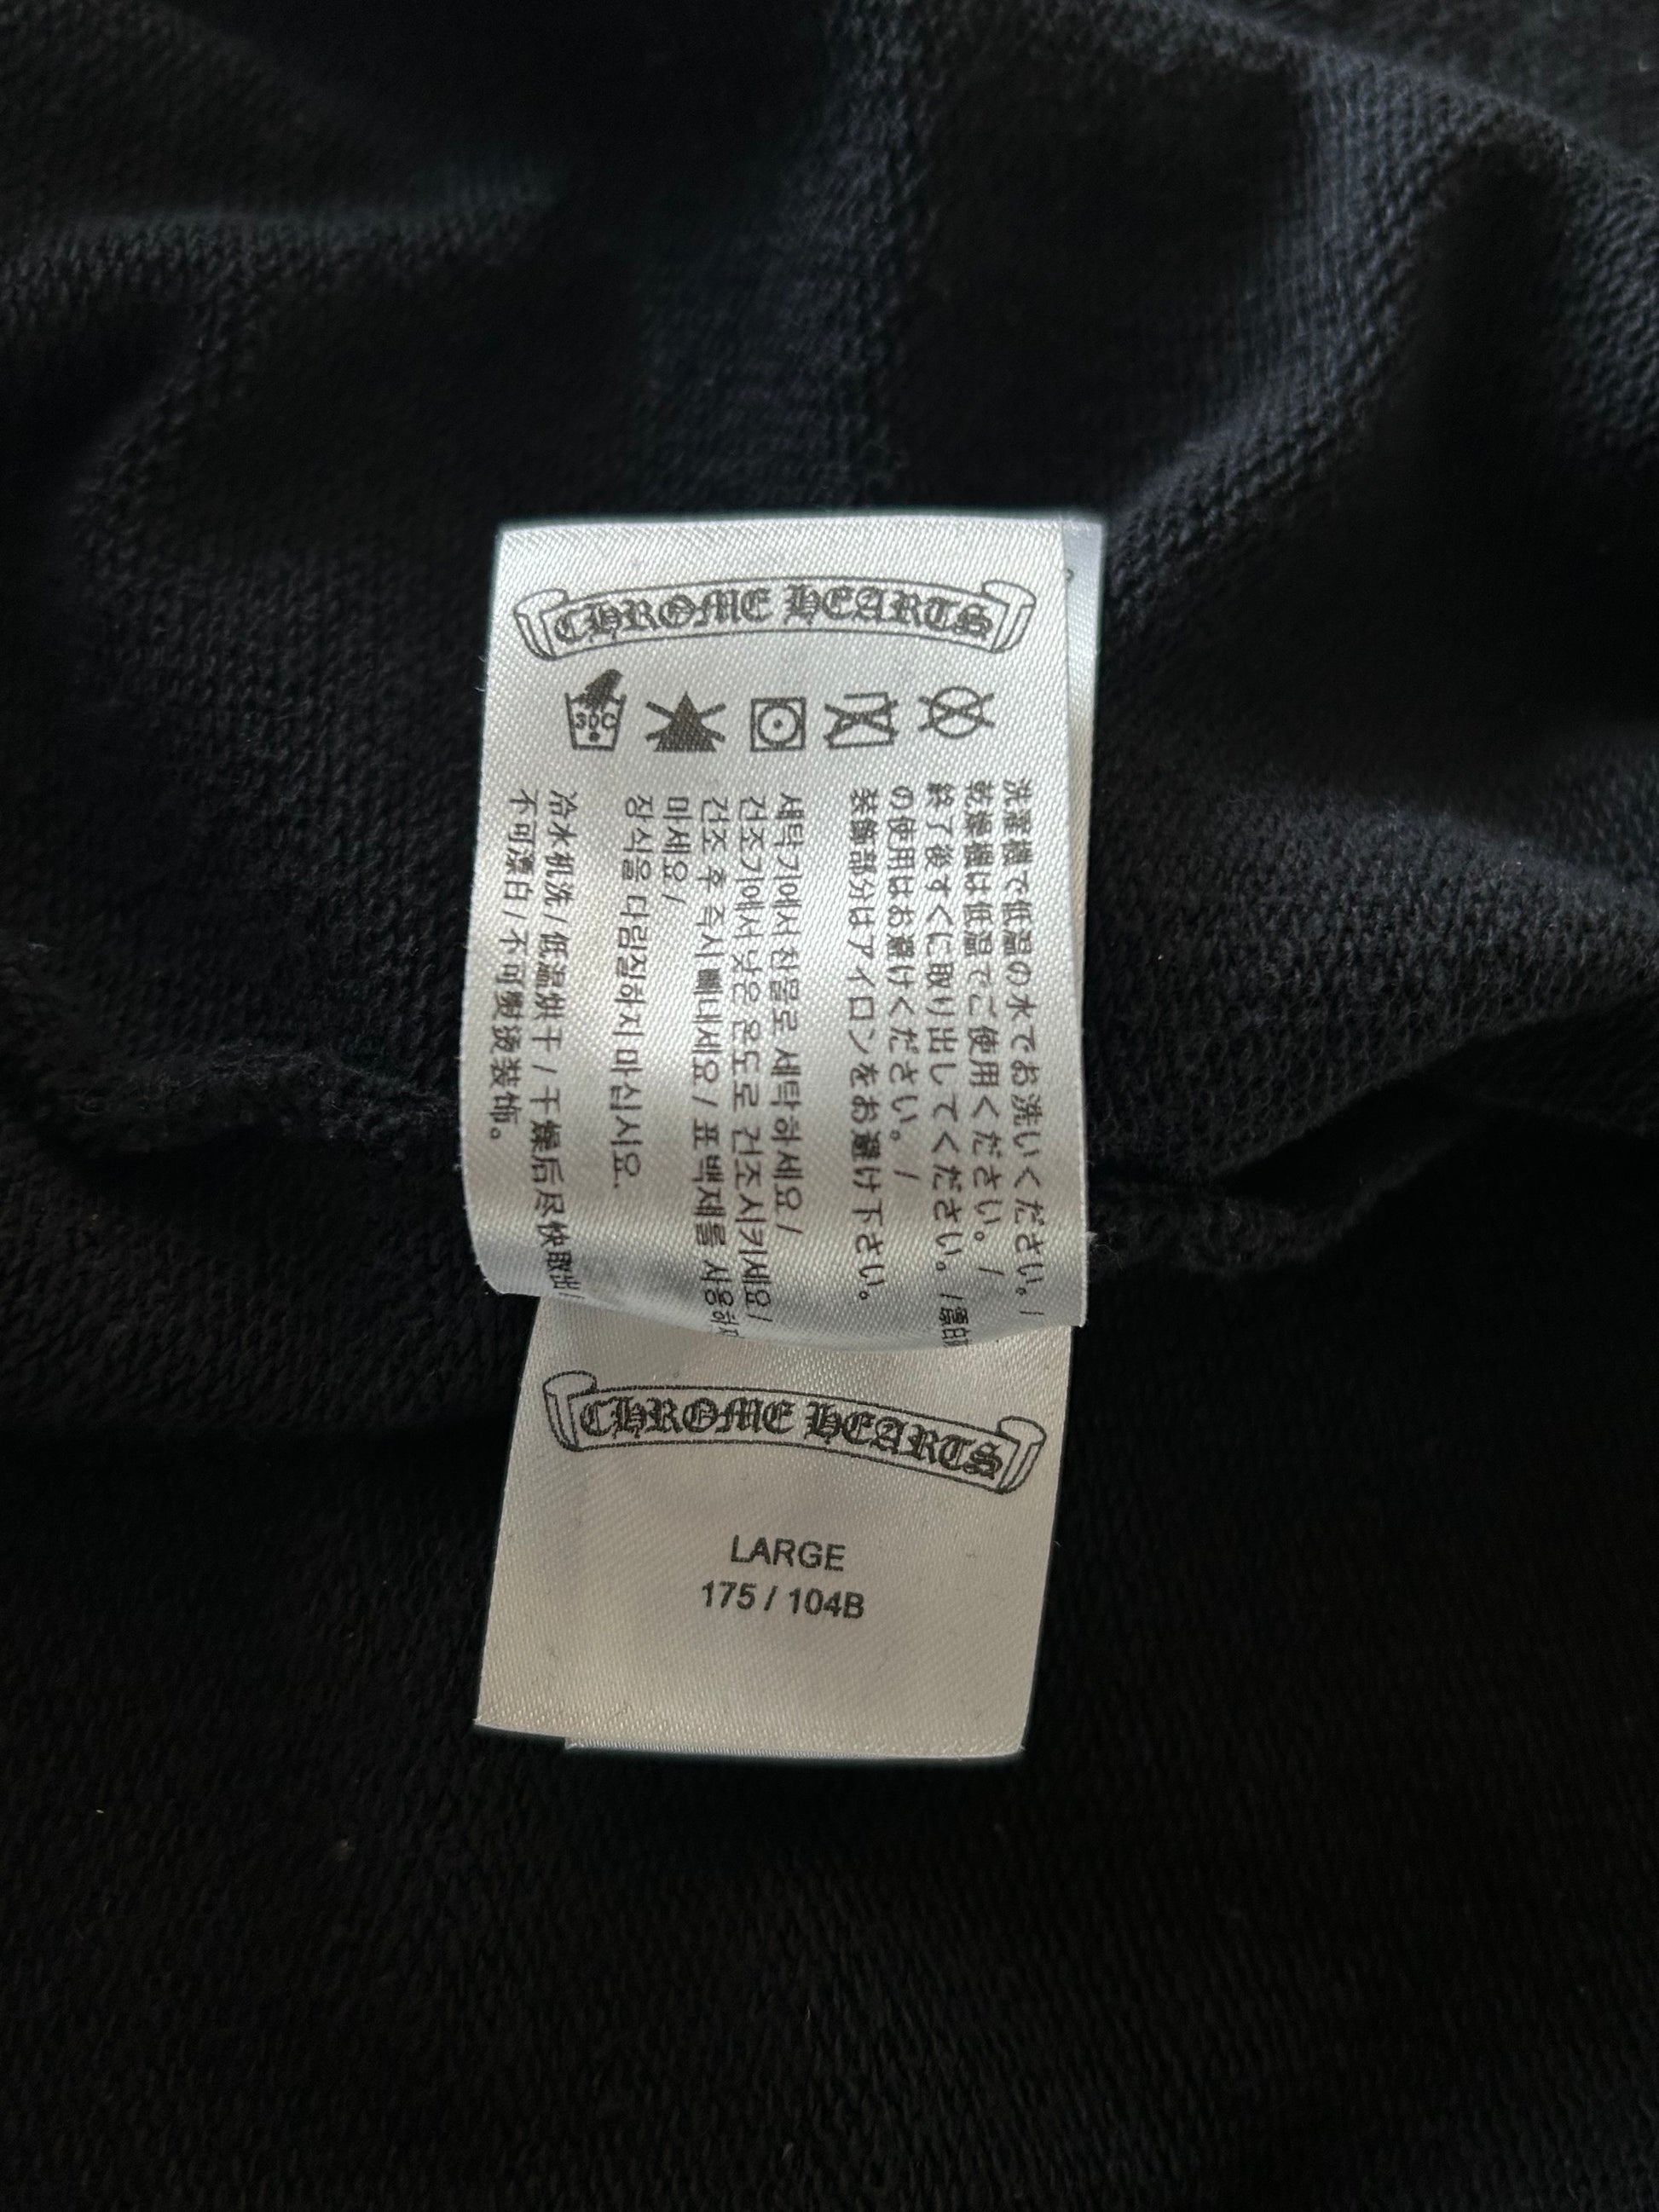 CHROME HEARTS
30C
洗濯機で低温の水でお洗いください。/
乾燥機は低温でご使用ください。/
終了後すぐに取り出してください。/漂白
の使用はお避けください。/
装飾部分はアイロンをお避け下さい。
세탁기에서 찬물로 세탁하세요/
건조기에서 낮은 온도로 건조시키세요/
건조 후 즉시 빼내세요/ 표백제를 사용하지
마세요/
장식을 다림질하지 마십시요.
冷水机洗/低温烘干/干燥后尽快取出/
不可漂白/不可熨烫装饰。
CHROME HEARTS
LARGE
175 / 104B